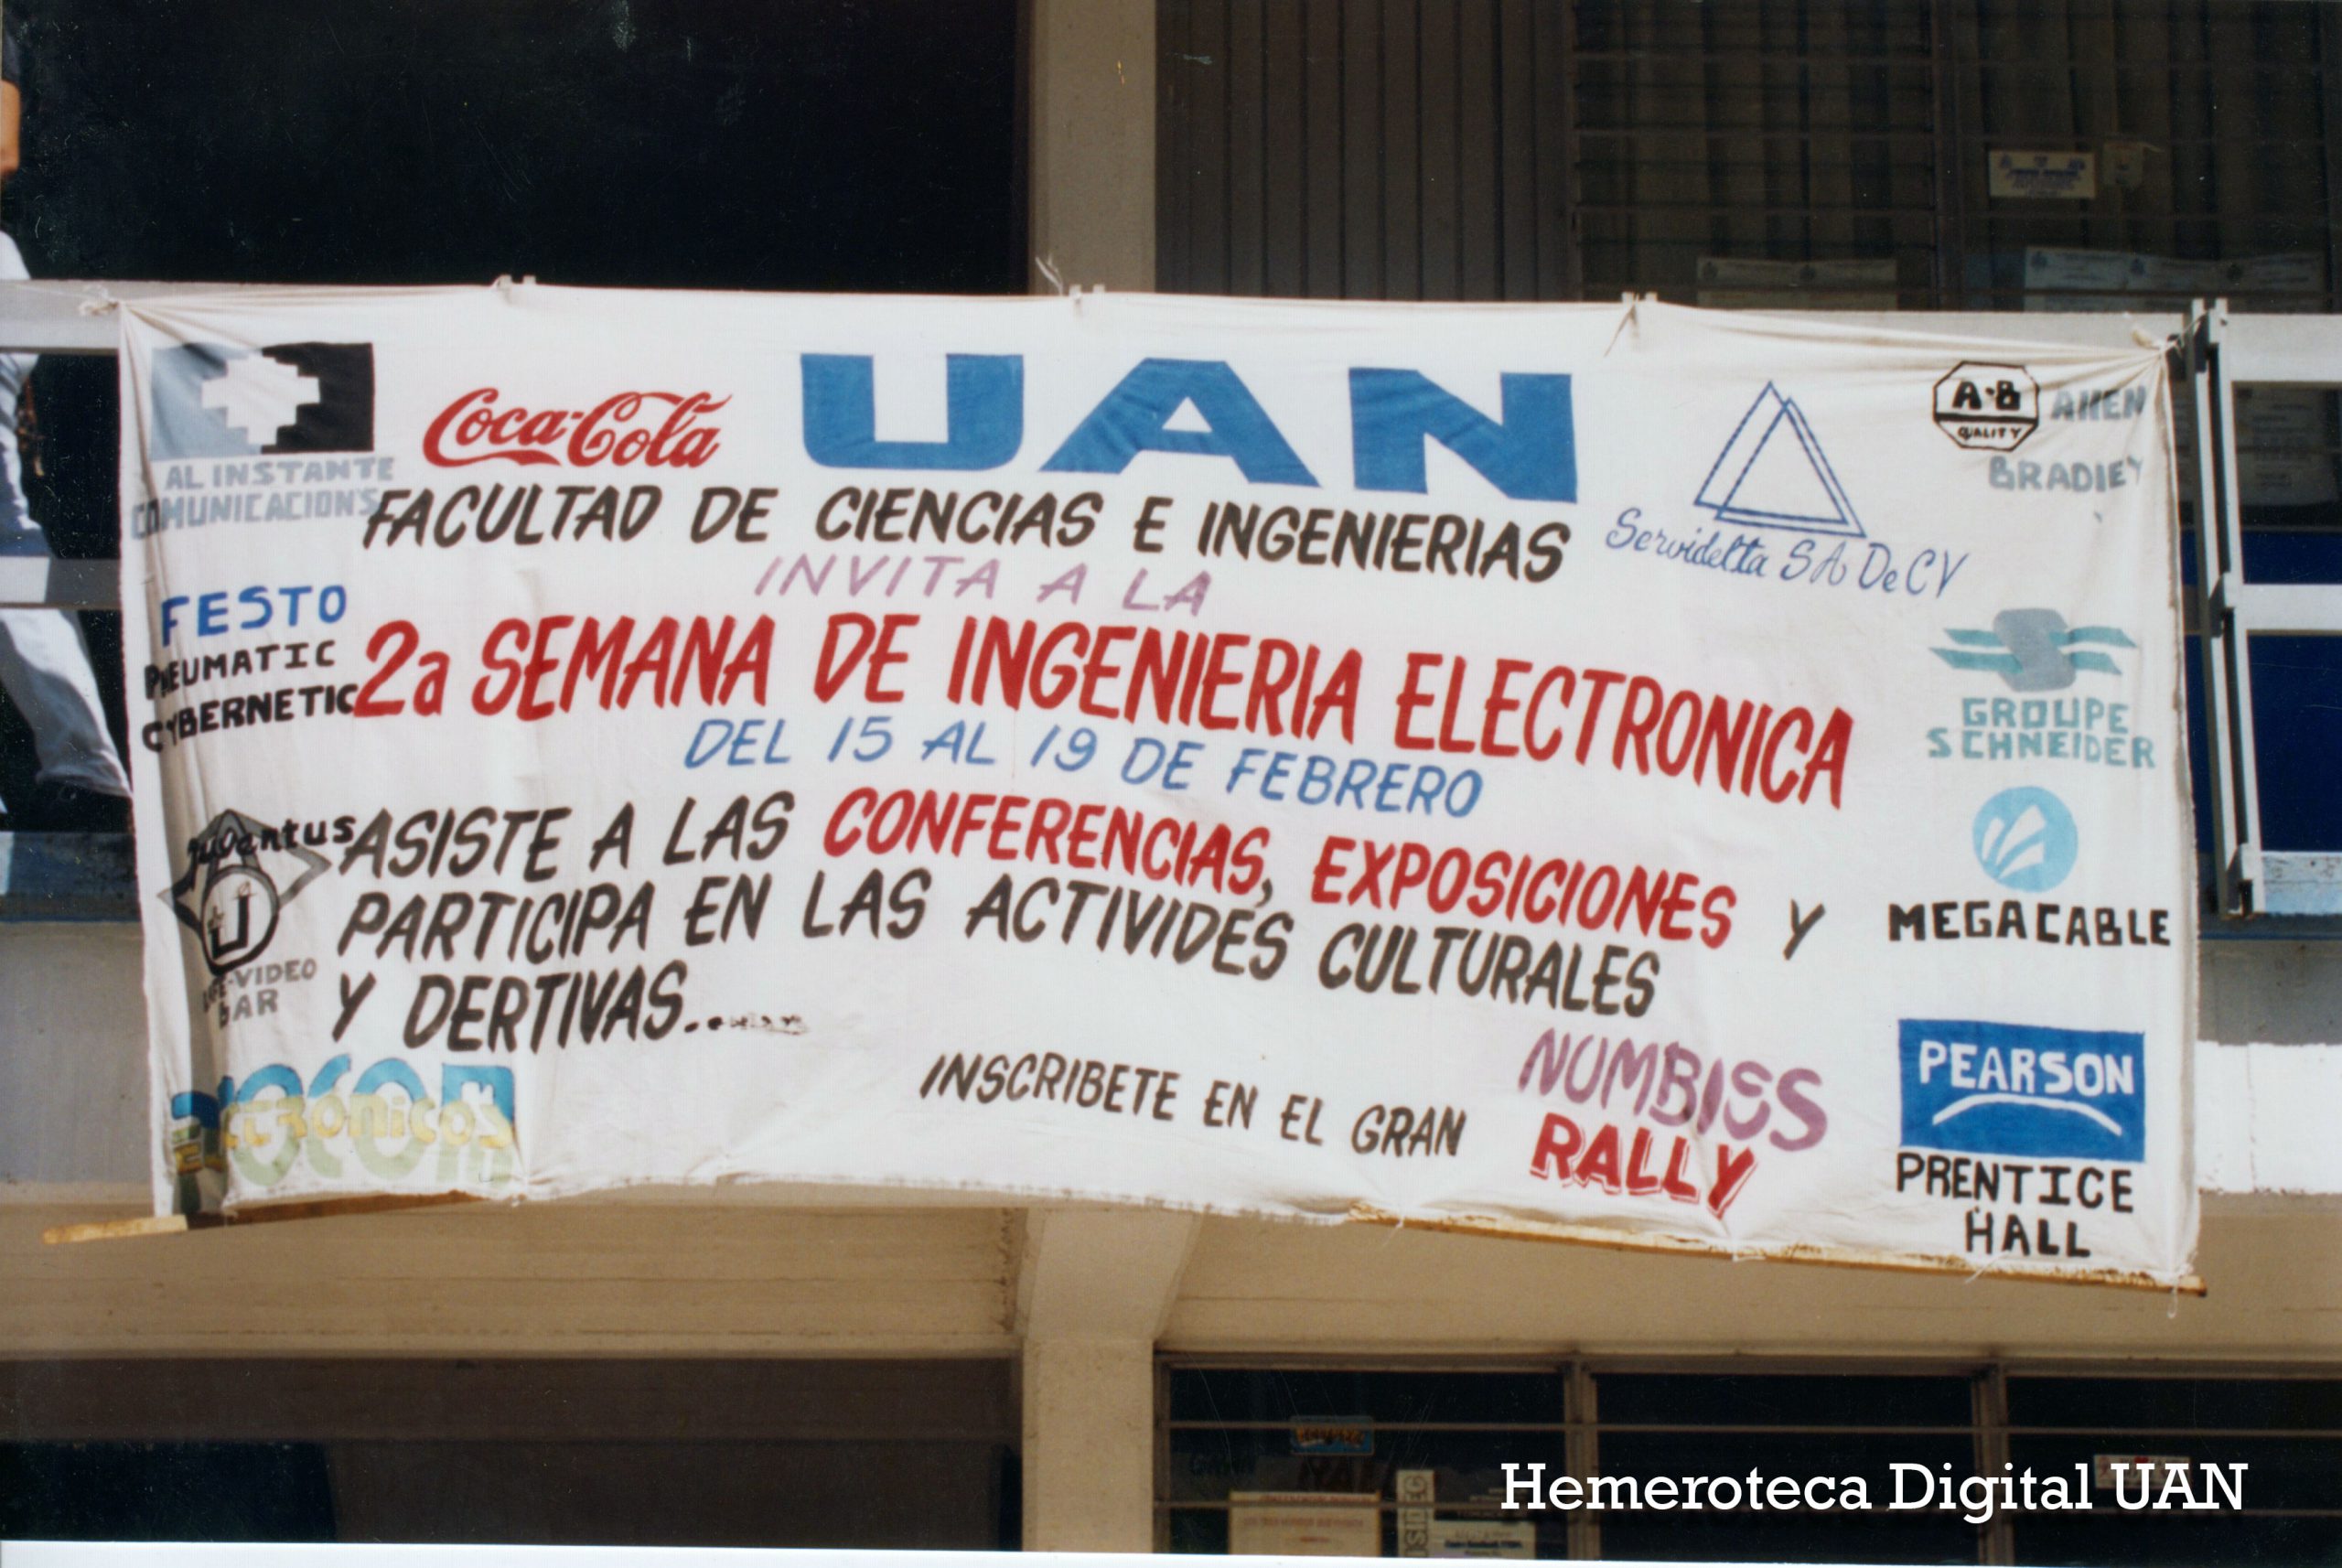 AL INSTANTE
COMUNICACION'S
Coca-Cola
UAN
FACULTAD DE CIENCIAS E INGENIERIAS
INVITA A LA
2a SEMANA DE INGENIERIA ELECTRONICA
DEL 15 AL 19 DE FEBRERO
ASISTE A LAS CONFERENCIAS, EXPOSICIONES Y
PARTICIPA EN LAS ACTIVIDES CULTURALES
Y DERTIVAS...
INSCRIBETE EN EL GRAN
NUMBIES
RALLY
FESTO
PNEUMATIC
CYBERNETIC
Juventus
VIDEO
BAR
Servidelta SA De CV
A·B
QUALITY
ALLEN
BRADLEY
GROUPE
SCHNEIDER
MEGACABLE
PEARSON
PRENTICE
HALL
Hemeroteca Digital UAN